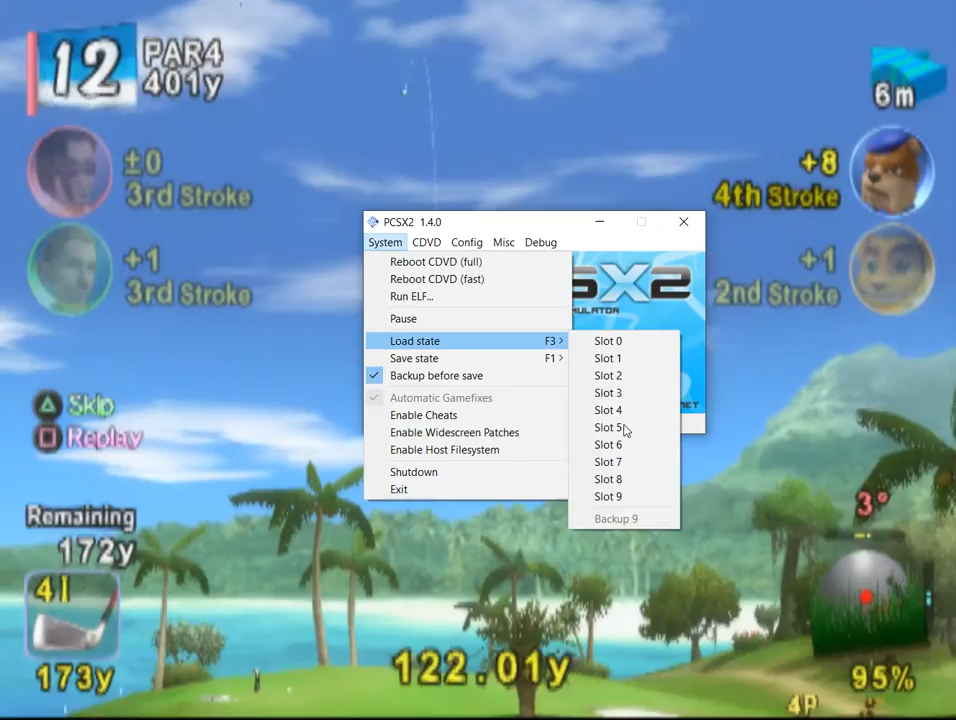 12 PAR4
401y
6m
±0
3rd Stroke
+8
4th Stroke
+1
3rd Stroke
+1
2nd Stroke
PCSX2 1.4.0
System CDVD Config Misc Debug
Reboot CDVD (full)
Reboot CDVD (fast)
Run ELF...
Pause
Load state F3
Save state F1
Backup before save
Automatic Gamefixes
Enable Cheats
Enable Widescreen Patches
Enable Host Filesystem
Shutdown
Exit
Slot 0
Slot 1
Slot 2
Slot 3
Slot 4
Slot 5
Slot 6
Slot 7
Slot 8
Slot 9
Backup 9
SX2
MULATOR
NET
Skip
Replay
Remaining
172y
4I
173y
122.01y
3°
95%
4P